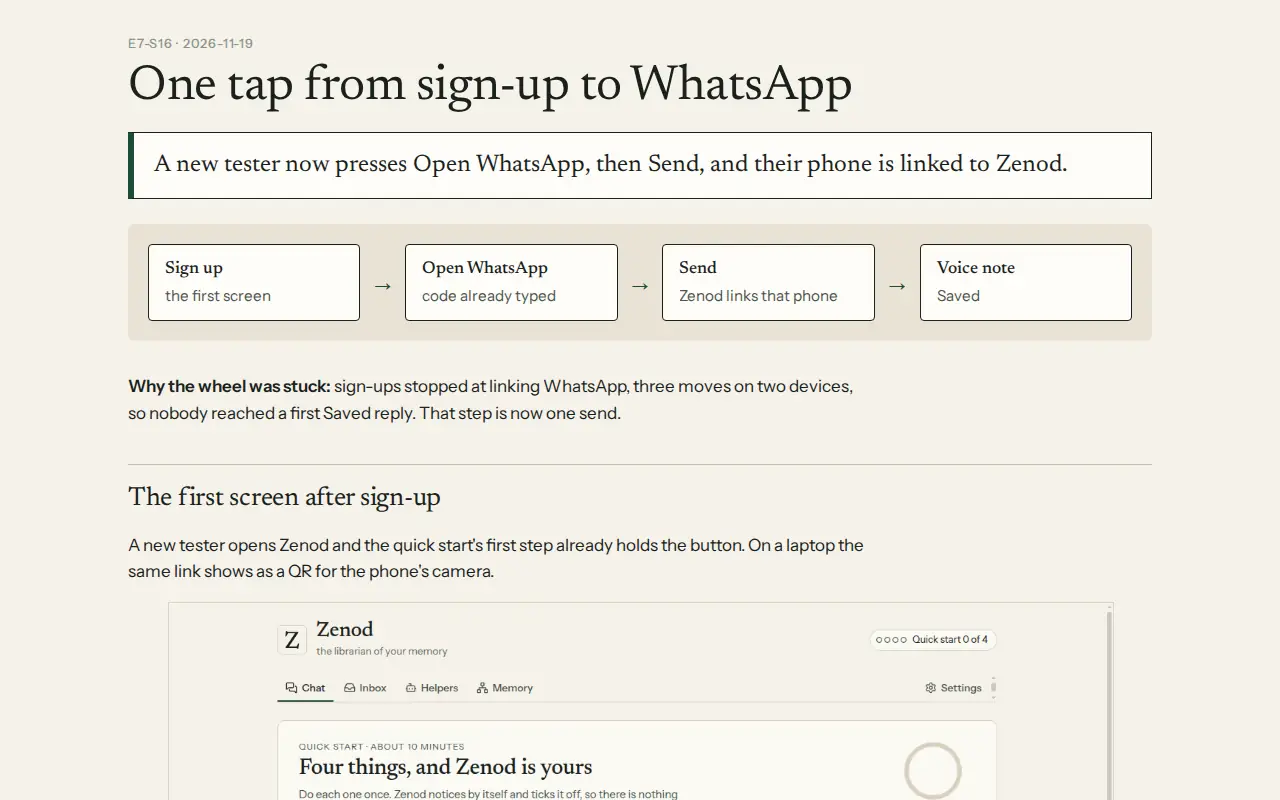 E7-S16 · 2026-11-19
One tap from sign-up to WhatsApp
A new tester now presses Open WhatsApp, then Send, and their phone is linked to Zenod.
Sign up
the first screen
→
Open WhatsApp
code already typed
→
Send
Zenod links that phone
→
Voice note
Saved
Why the wheel was stuck: sign-ups stopped at linking WhatsApp, three moves on two devices,
so nobody reached a first Saved reply. That step is now one send.
The first screen after sign-up
A new tester opens Zenod and the quick start's first step already holds the button. On a laptop the
same link shows as a QR for the phone's camera.
Z
Zenod
the librarian of your memory
Quick start 0 of 4
Chat
Inbox
Helpers
Memory
Settings
QUICK START · ABOUT 10 MINUTES
Four things, and Zenod is yours
Do each one once. Zenod notices by itself and ticks it off, so there is nothing